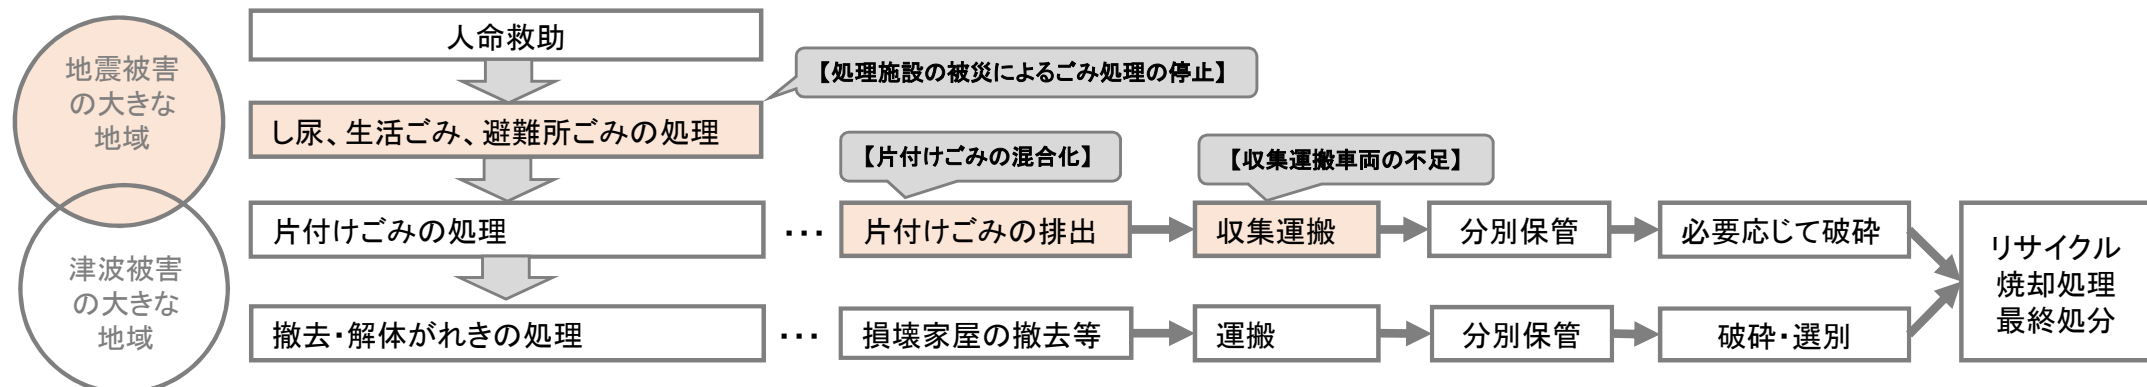 地震被害
の大きな
地域
津波被害
の大きな
地域
人命救助
【処理施設の被災によるごみ処理の停止】
し尿、生活ごみ、避難所ごみの処理
【片付けごみの混合化】
【収集運搬車両の不足】
片付けごみの処理
･･･
片付けごみの排出
収集運搬
分別保管
必要応じて破砕
撤去・解体がれきの処理
･･･
損壊家屋の撤去等
運搬
分別保管
破砕・選別
リサイクル
焼却処理
最終処分